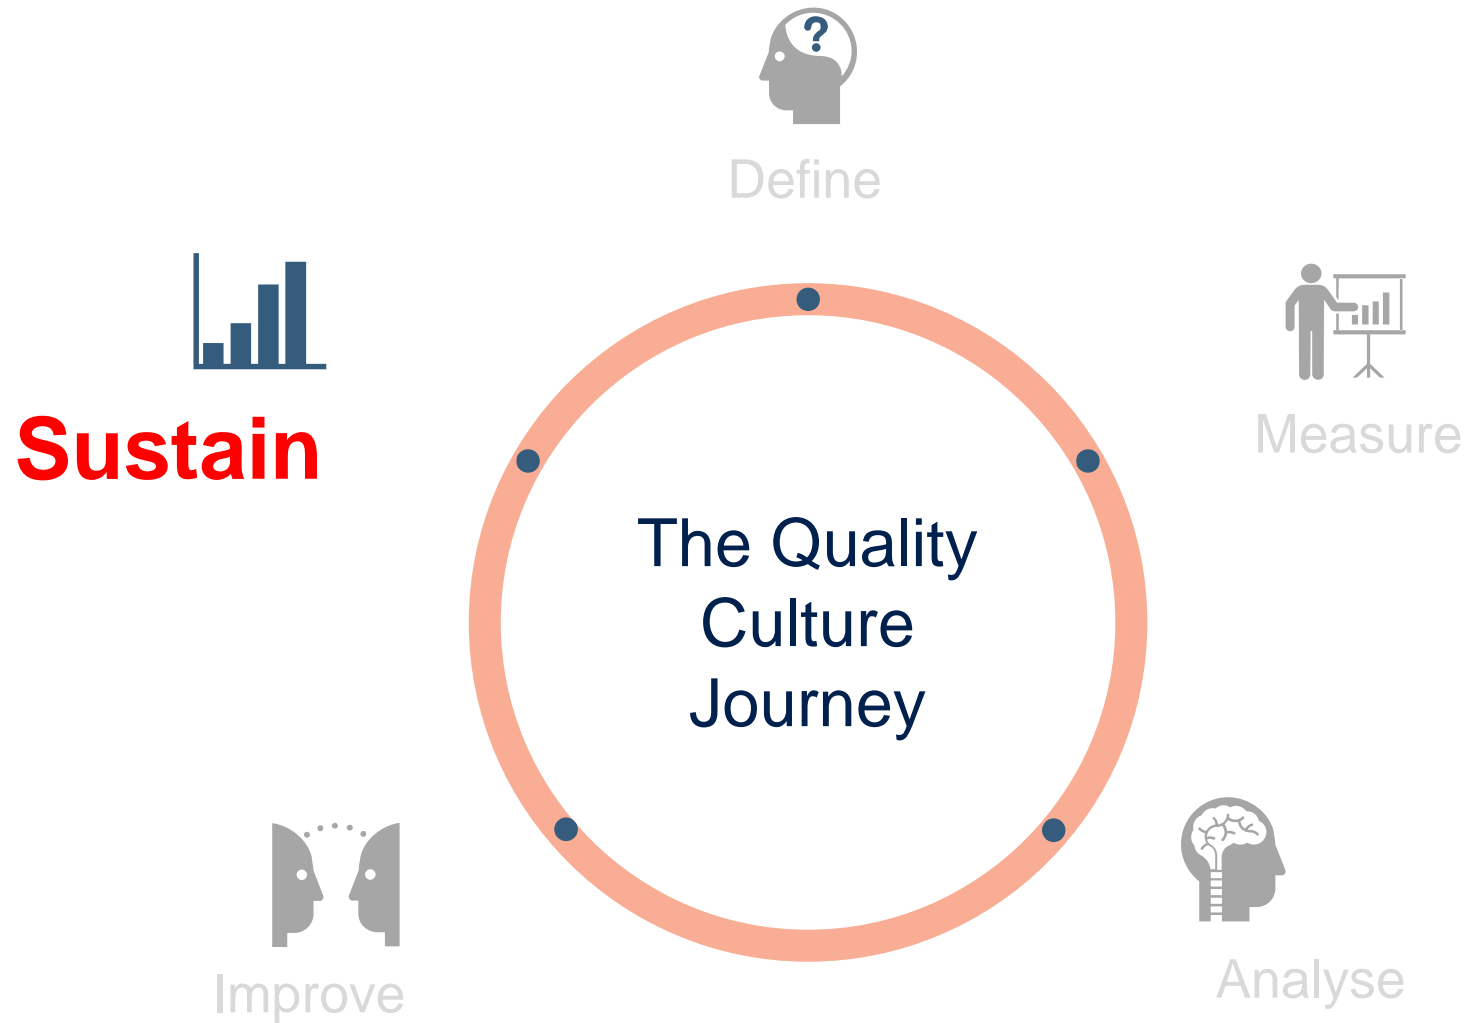 ?
Define
Sustain
Measure
The Quality
Culture
Journey
Improve
Analyse